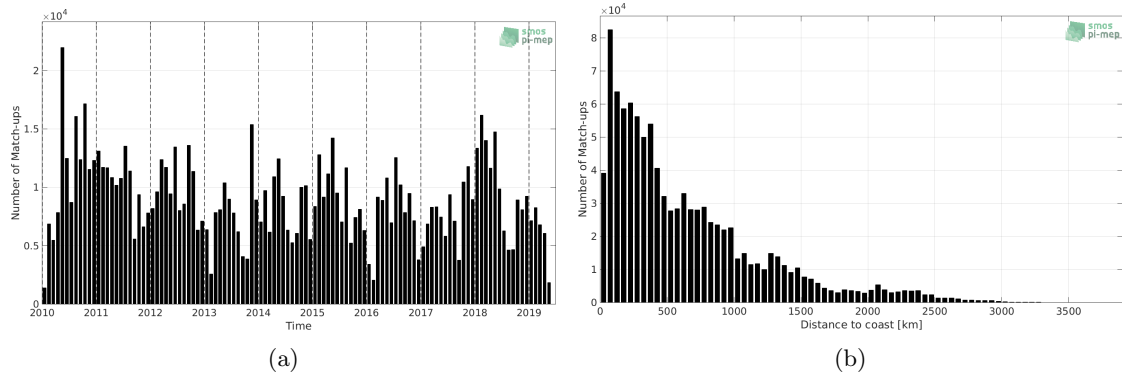 ×10⁴
smos
pi-mep
Number of Match-ups
2
1.5
1
0.5
0
2010 2011 2012 2013 2014 2015 2016 2017 2018 2019
Time
(a)
×10⁴
smos
pi-mep
Number of Match-ups
8
7
6
5
4
3
2
1
0
0 500 1000 1500 2000 2500 3000 3500
Distance to coast [km]
(b)